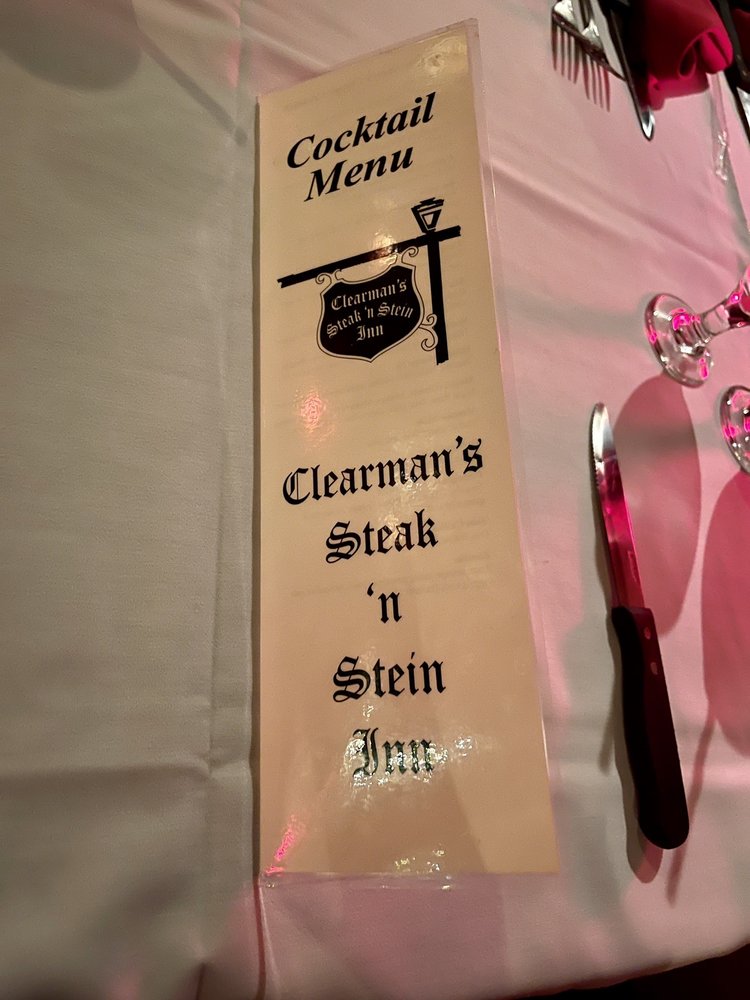 Cocktail
Menu
Clearman's
Steak 'n Stein
Inn
Clearman's
Steak
'n
Stein
Inn